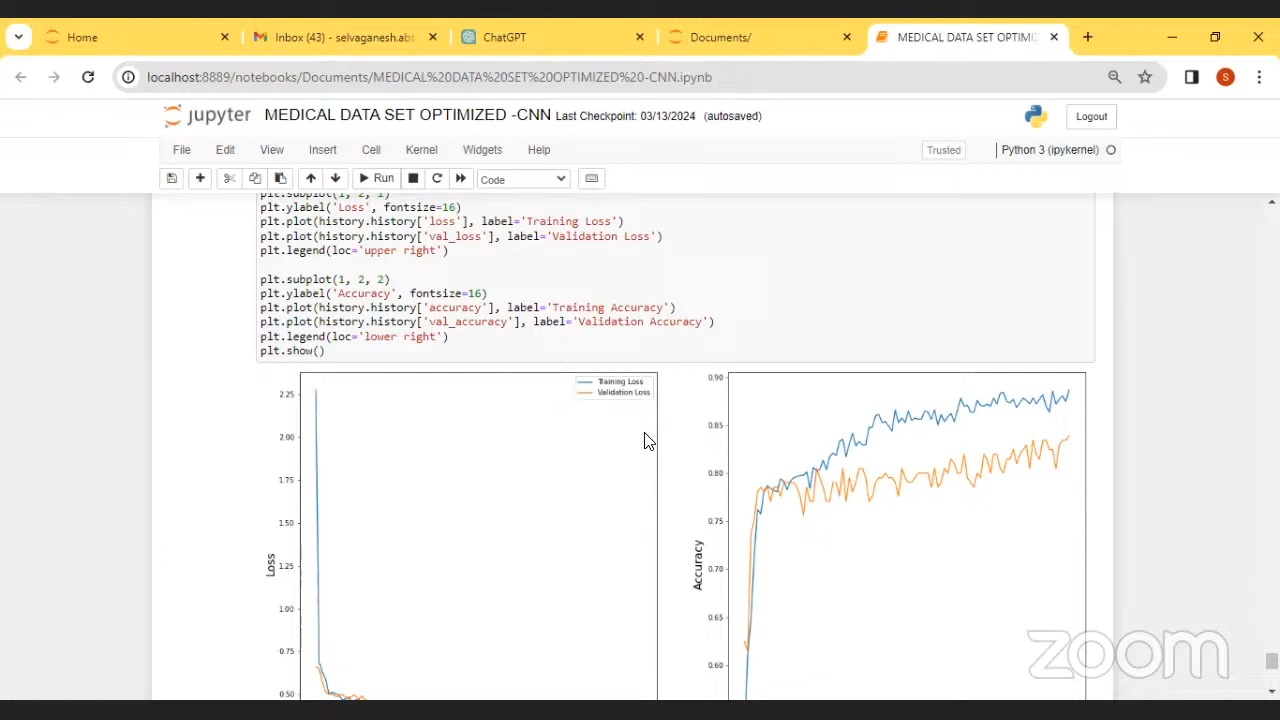 Home
Inbox (43) - selvaganesh.ab
ChatGPT
Documents/
MEDICAL DATA SET OPTIMIZ
localhost:8889/notebooks/Documents/MEDICAL%20DATA%20SET%20OPTIMIZED%20-CNN.ipynb
S
jupyter MEDICAL DATA SET OPTIMIZED -CNN Last Checkpoint: 03/13/2024 (autosaved)
Logout
File Edit View Insert Cell Kernel Widgets Help
Trusted
Python 3 (ipykernel)
Run
Code
plt.subplot(1, 2, 1)
plt.ylabel('Loss', fontsize=16)
plt.plot(history.history['loss'], label='Training Loss')
plt.plot(history.history['val_loss'], label='Validation Loss')
plt.legend(loc='upper right')
plt.subplot(1, 2, 2)
plt.ylabel('Accuracy', fontsize=16)
plt.plot(history.history['accuracy'], label='Training Accuracy')
plt.plot(history.history['val_accuracy'], label='Validation Accuracy')
plt.legend(loc='lower right')
plt.show()
Training Loss
Validation Loss
2.25
2.00
1.75
1.50
1.25
1.00
0.75
0.50
Loss
0.90
0.85
0.80
0.75
0.70
0.65
0.60
Accuracy
zoom